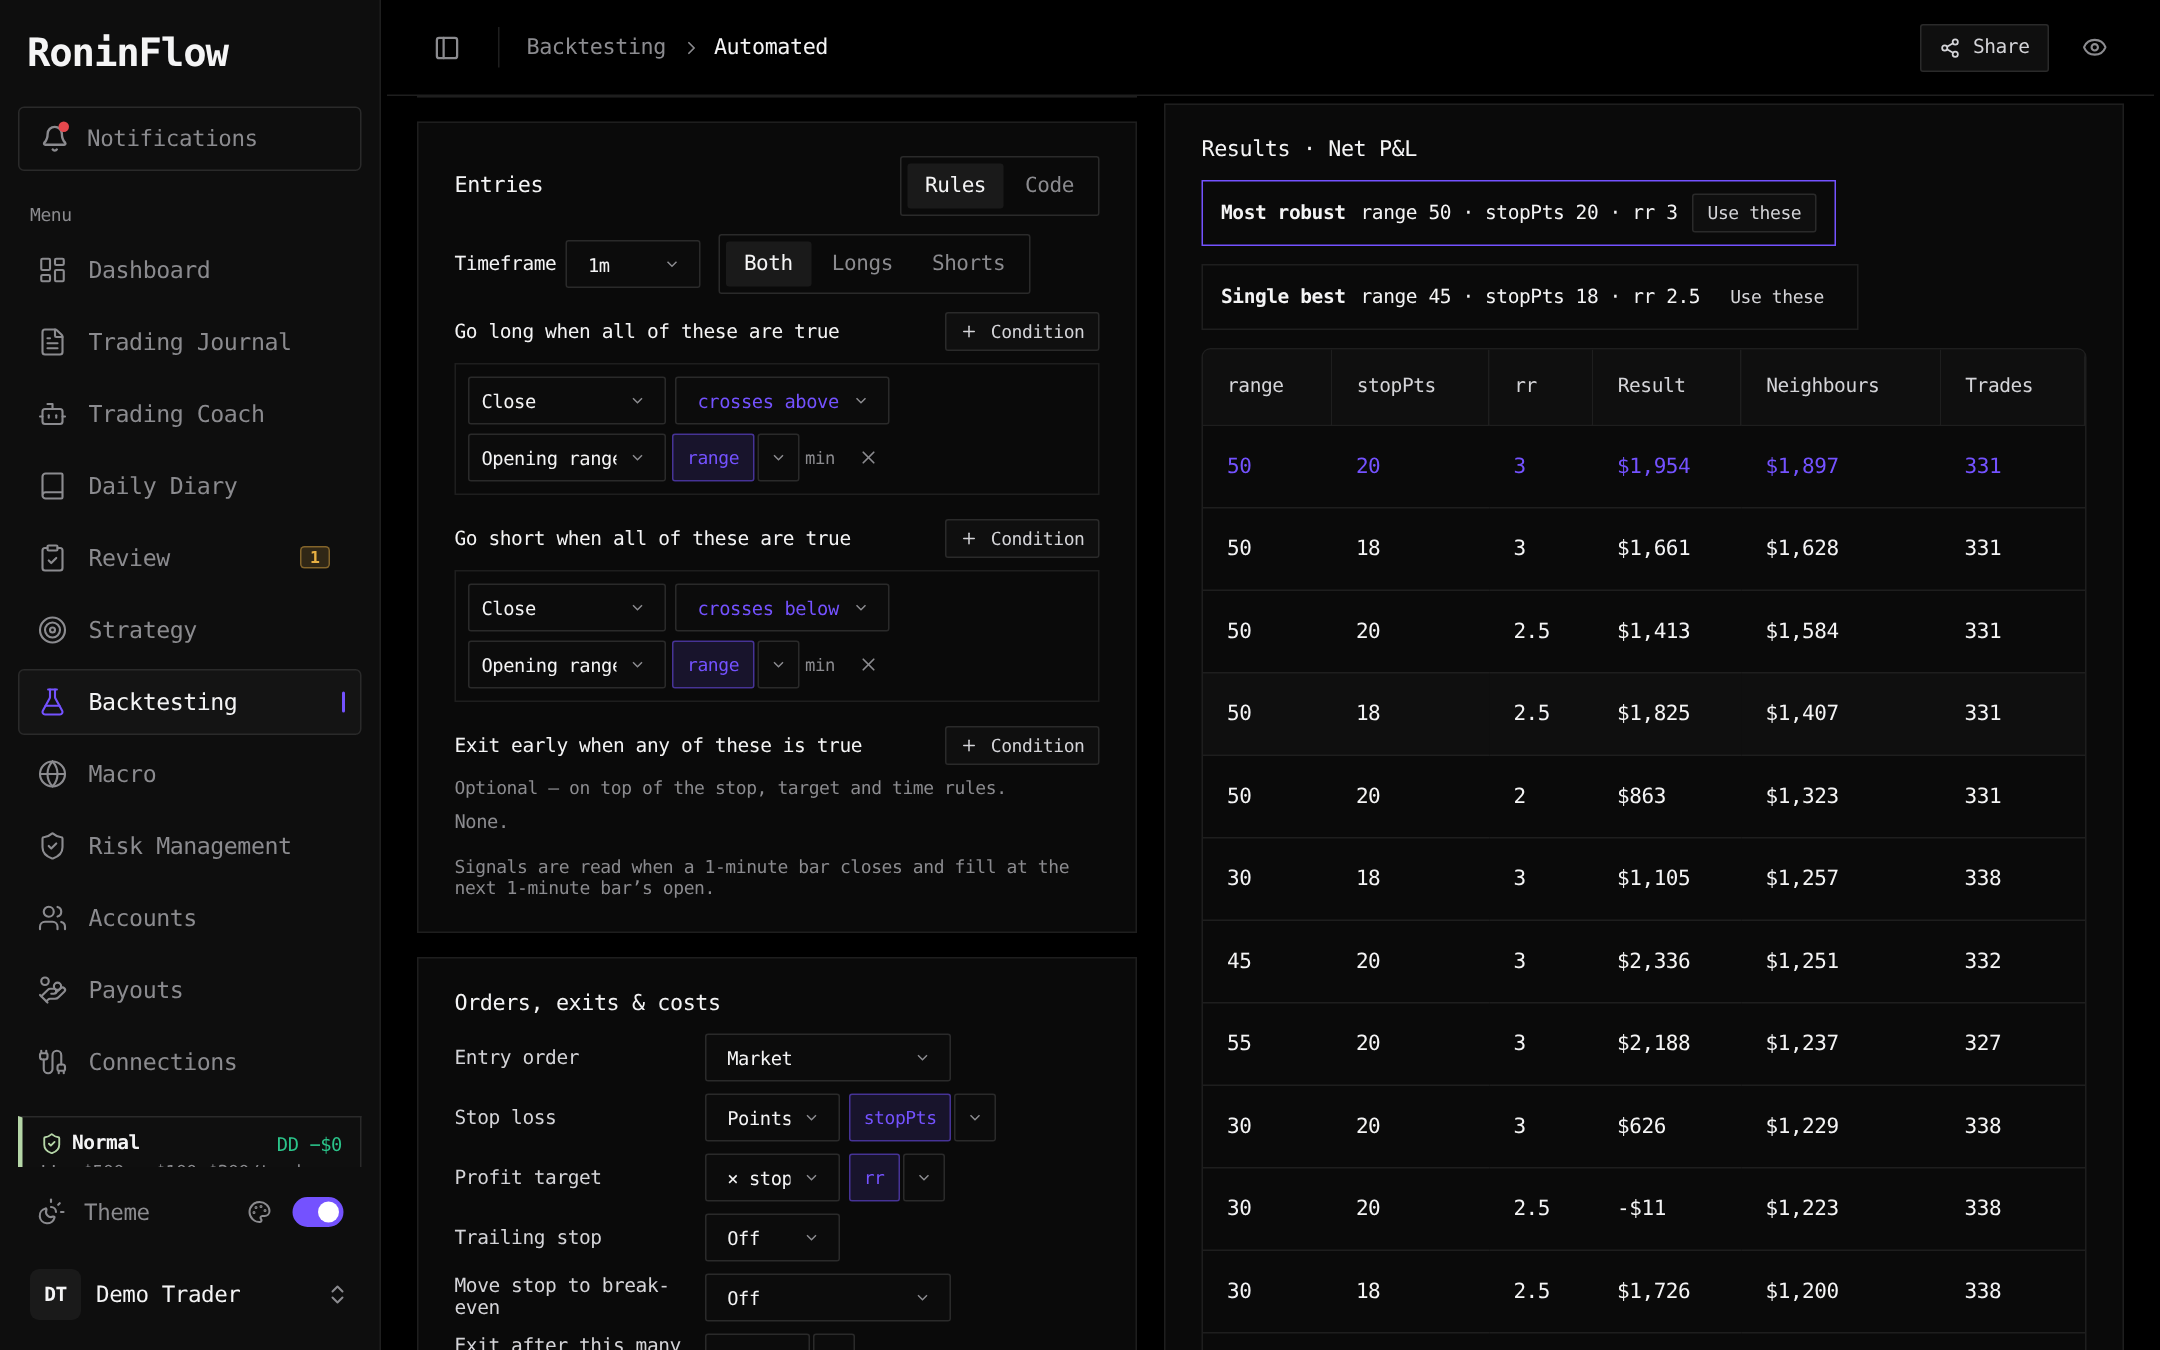 RoninFlow
Notifications
Menu
Dashboard
Trading Journal
Trading Coach
Daily Diary
Review 1
Strategy
Backtesting
Macro
Risk Management
Accounts
Payouts
Connections
Normal DD −$0
Theme
DT Demo Trader
Backtesting > Automated
Share
Entries Rules Code
Timeframe 1m Both Longs Shorts
Go long when all of these are true + Condition
Close crosses above
Opening range range min ×
Go short when all of these are true + Condition
Close crosses below
Opening range range min ×
Exit early when any of these is true + Condition
Optional — on top of the stop, target and time rules.
None.
Signals are read when a 1-minute bar closes and fill at the
next 1-minute bar’s open.
Orders, exits & costs
Entry order Market
Stop loss Points stopPts
Profit target × stop rr
Trailing stop Off
Move stop to break-
even Off
Exit after this many
Results · Net P&L
Most robust range 50 · stopPts 20 · rr 3 Use these
Single best range 45 · stopPts 18 · rr 2.5 Use these
range stopPts rr Result Neighbours Trades
50 20 3 $1,954 $1,897 331
50 18 3 $1,661 $1,628 331
50 20 2.5 $1,413 $1,584 331
50 18 2.5 $1,825 $1,407 331
50 20 2 $863 $1,323 331
30 18 3 $1,105 $1,257 338
45 20 3 $2,336 $1,251 332
55 20 3 $2,188 $1,237 327
30 20 3 $626 $1,229 338
30 20 2.5 -$11 $1,223 338
30 18 2.5 $1,726 $1,200 338